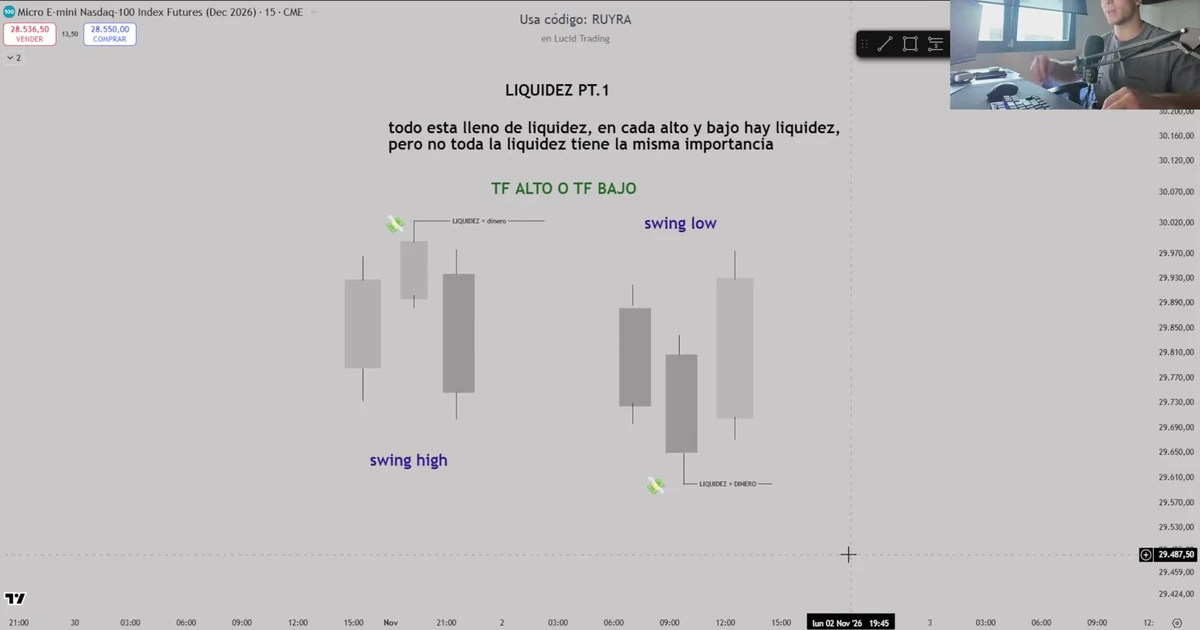 Micro E-mini Nasdaq-100 Index Futures (Dec 2026) · 15 · CME
28.536,50
VENDER
13,50
28.550,00
COMPRAR
2
Usa código: RUYRA
en Lucid Trading
LIQUIDEZ PT.1
todo esta lleno de liquidez, en cada alto y bajo hay liquidez,
pero no toda la liquidez tiene la misma importancia
TF ALTO O TF BAJO
LIQUIDEZ = dinero
swing low
swing high
LIQUIDEZ = DINERO
30.200,00
30.160,00
30.120,00
30.070,00
30.020,00
29.970,00
29.930,00
29.890,00
29.850,00
29.810,00
29.770,00
29.730,00
29.690,00
29.650,00
29.610,00
29.570,00
29.530,00
29.487,50
29.459,00
29.424,00
21:00 30 03:00 06:00 09:00 12:00 15:00 Nov 21:00 2 03:00 06:00 09:00 12:00 15:00 lun 02 Nov '26 19:45 3 03:00 06:00 09:00 12: